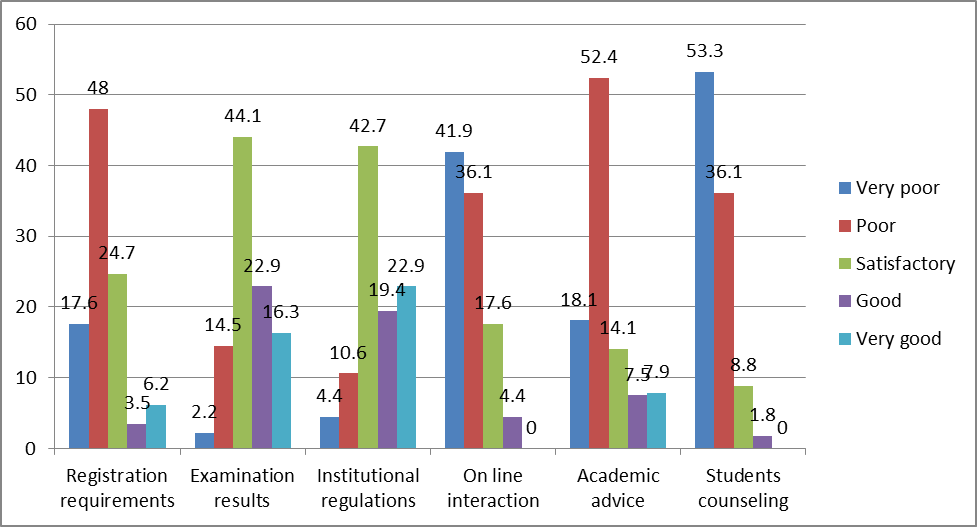 60
50
40
30
20
10
0
17.6
48
24.7
3.5
6.2
2.2
14.5
44.1
22.9
16.3
4.4
10.6
42.7
19.4
22.9
41.9
36.1
17.6
4.4
0
18.1
52.4
14.1
7.5
7.9
53.3
36.1
8.8
1.8
0
Registration
requirements
Examination
results
Institutional
regulations
On line
interaction
Academic
advice
Students
counseling
Very poor
Poor
Satisfactory
Good
Very good